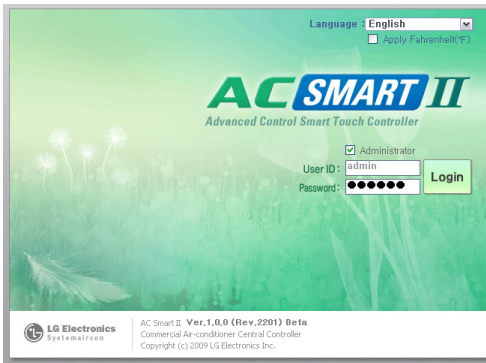 Language : English
Apply Fahrenheit(°F)
AC SMART II
Advanced Control Smart Touch Controller
Administrator
User ID : admin
Password : ●●●●●●
Login
LG Electronics
Systemaircon
AC Smart II Ver,1,0,0 (Rev,2201) Beta
Commercial Air-conditioner Central Controller
Copyright (c) 2009 LG Electronics Inc.